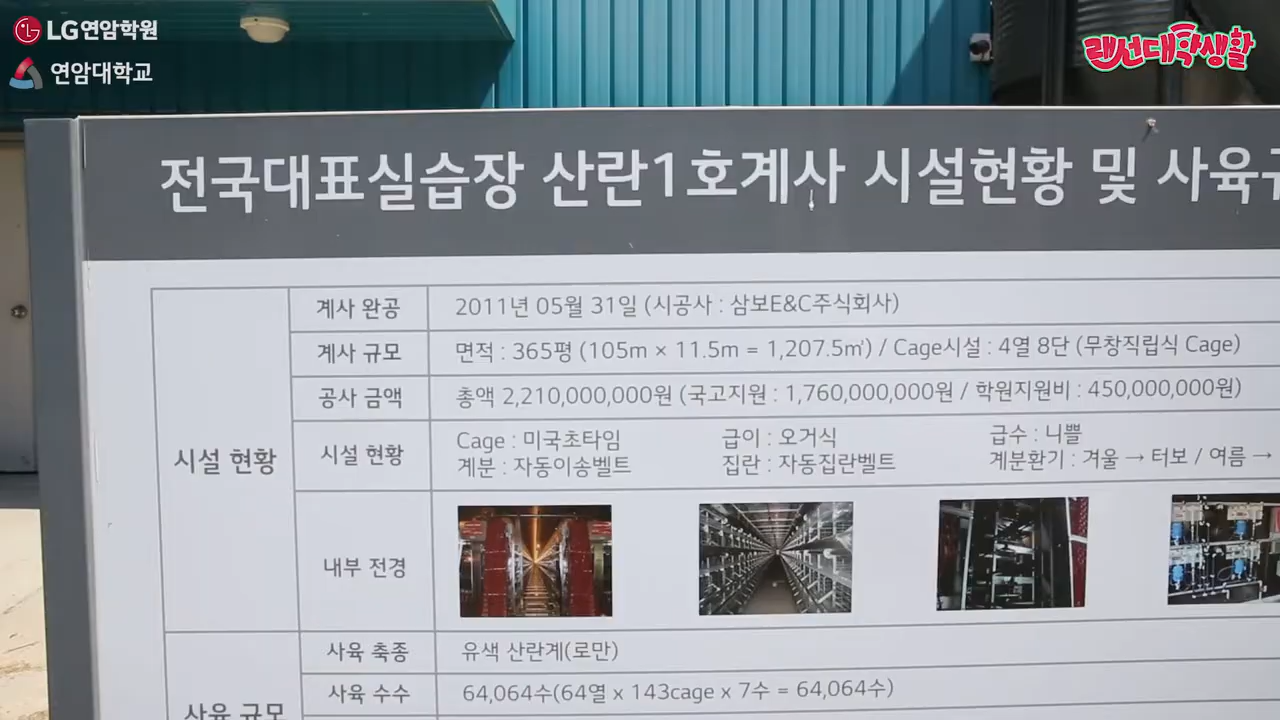 LG연암학원
연암대학교
랜선대학생활
전국대표실습장 산란1호계사 시설현황 및 사육
시설 현황
계사 완공 2011년 05월 31일 (시공사 : 삼보E&C주식회사)
계사 규모 면적 : 365평 (105m × 11.5m = 1,207.5㎡) / Cage시설 : 4열 8단 (무창직립식 Cage)
공사 금액 총액 2,210,000,000원 (국고지원 : 1,760,000,000원 / 학원지원비 : 450,000,000원)
시설 현황 Cage : 미국초타임 급이 : 오거식 급수 : 니쁠
계분 : 자동이송벨트 집란 : 자동집란벨트 계분환기 : 겨울 → 터보 / 여름 →
내부 전경
사육 규모
사육 축종 유색 산란계(로만)
사육 수수 64,064수(64열 x 143cage x 7수 = 64,064수)